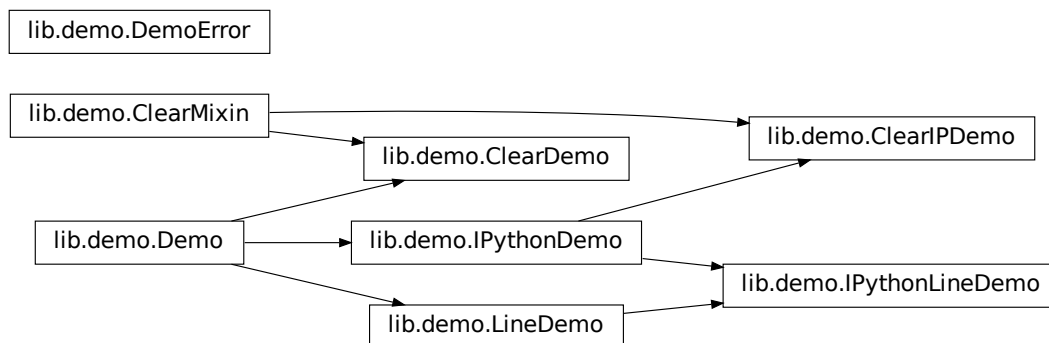 lib.demo.DemoError
lib.demo.ClearMixin
lib.demo.ClearIPDemo
lib.demo.ClearDemo
lib.demo.Demo
lib.demo.IPythonDemo
lib.demo.IPythonLineDemo
lib.demo.LineDemo